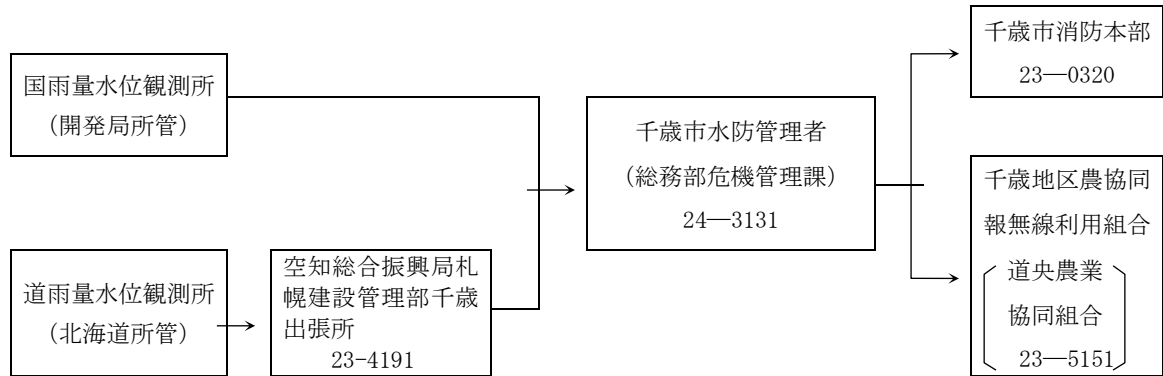 国雨量水位観測所
（開発局所管）
道雨量水位観測所
（北海道所管）
空知総合振興局札
幌建設管理部千歳
出張所
23-4191
千歳市水防管理者
（総務部危機管理課）
24―3131
千歳市消防本部
23―0320
千歳地区農協同
報無線利用組合
道央農業
協同組合
23―5151